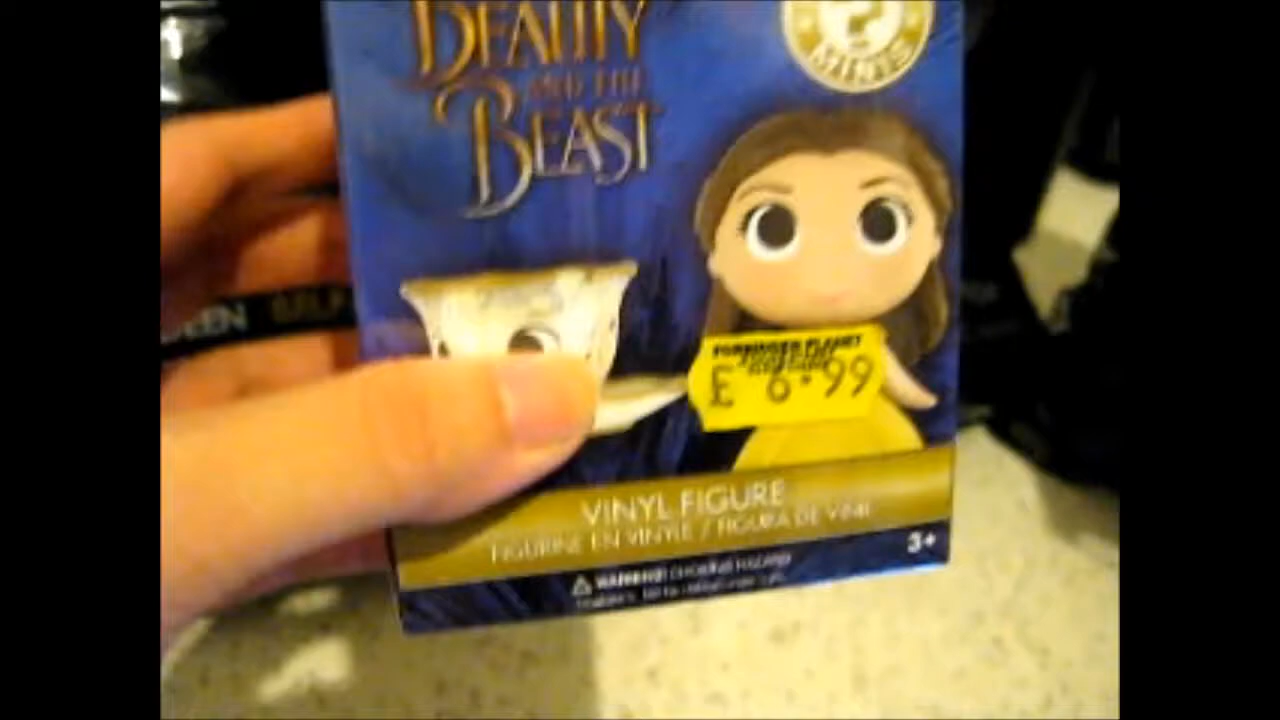 BEAUTY
AND THE
BEAST
MINTS
FORBIDDEN PLANET
£ 6.99
VINYL FIGURE
FIGURINE EN VINYLE / FIGURA DE VINIL
3+
WARNING: CHOKING HAZARD